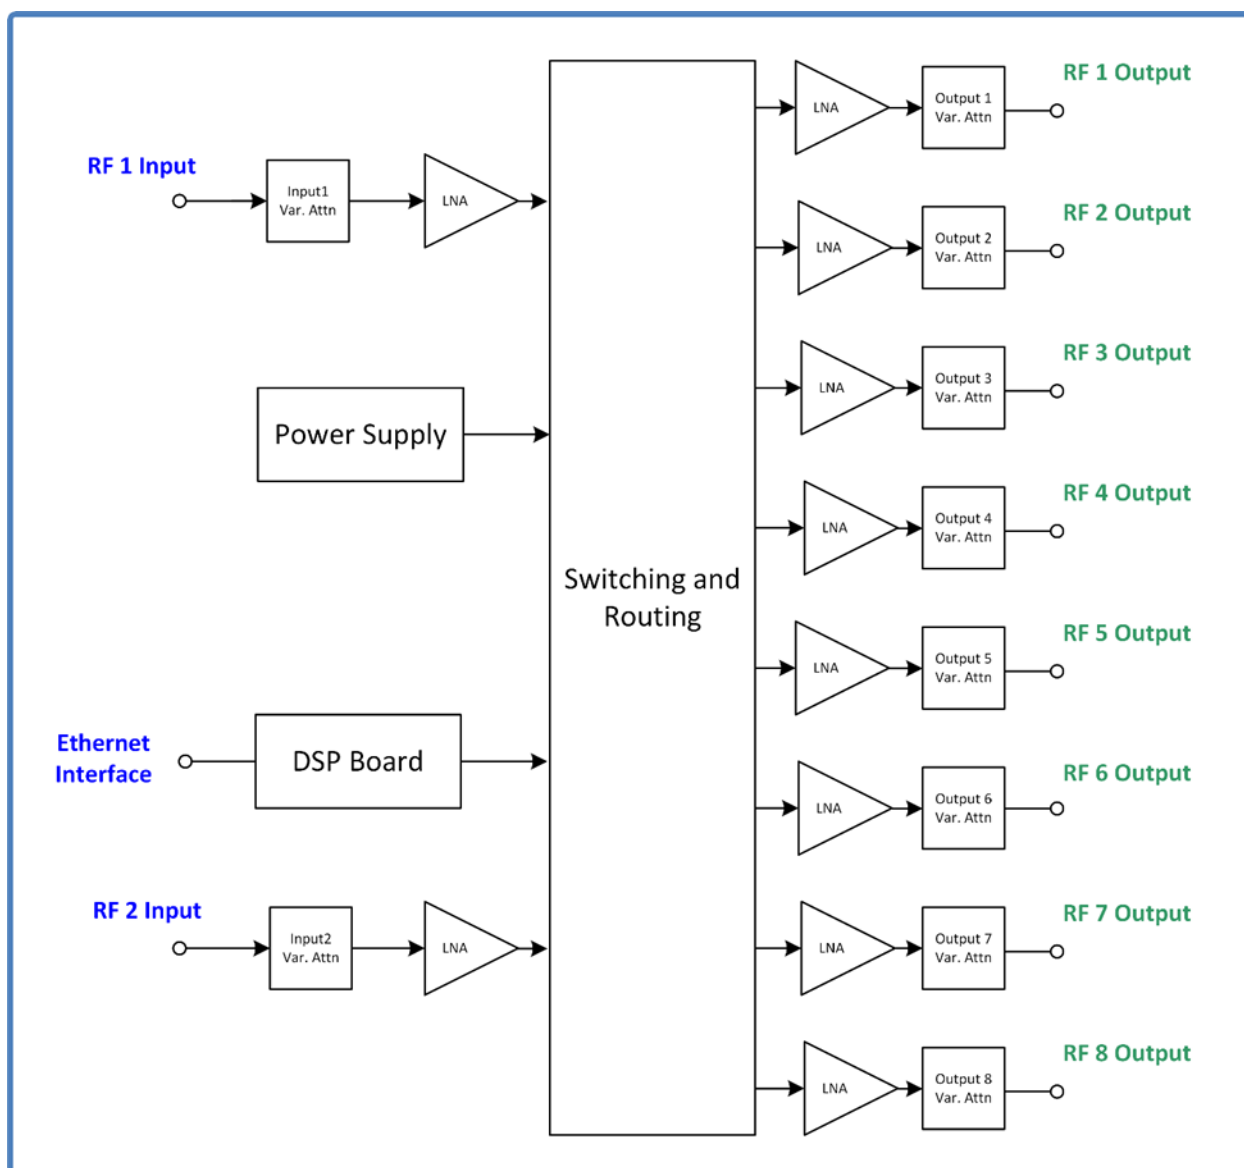 RF 1 Input
Input1
Var. Attn
LNA
Power Supply
Ethernet
Interface
DSP Board
RF 2 Input
Input2
Var. Attn
LNA
Switching and
Routing
LNA
Output 1
Var. Attn
RF 1 Output
LNA
Output 2
Var. Attn
RF 2 Output
LNA
Output 3
Var. Attn
RF 3 Output
LNA
Output 4
Var. Attn
RF 4 Output
LNA
Output 5
Var. Attn
RF 5 Output
LNA
Output 6
Var. Attn
RF 6 Output
LNA
Output 7
Var. Attn
RF 7 Output
LNA
Output 8
Var. Attn
RF 8 Output